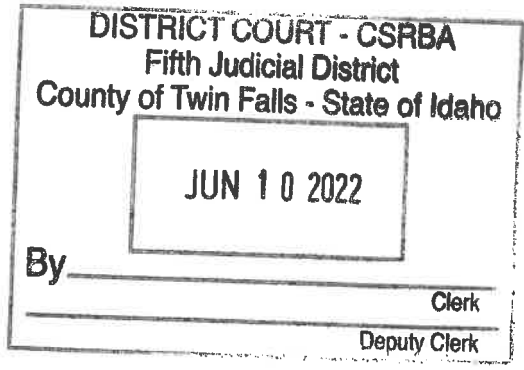 DISTRICT COURT - CSRBA
Fifth Judicial District
County of Twin Falls - State of Idaho
JUN 10 2022
By
Clerk
Deputy Clerk